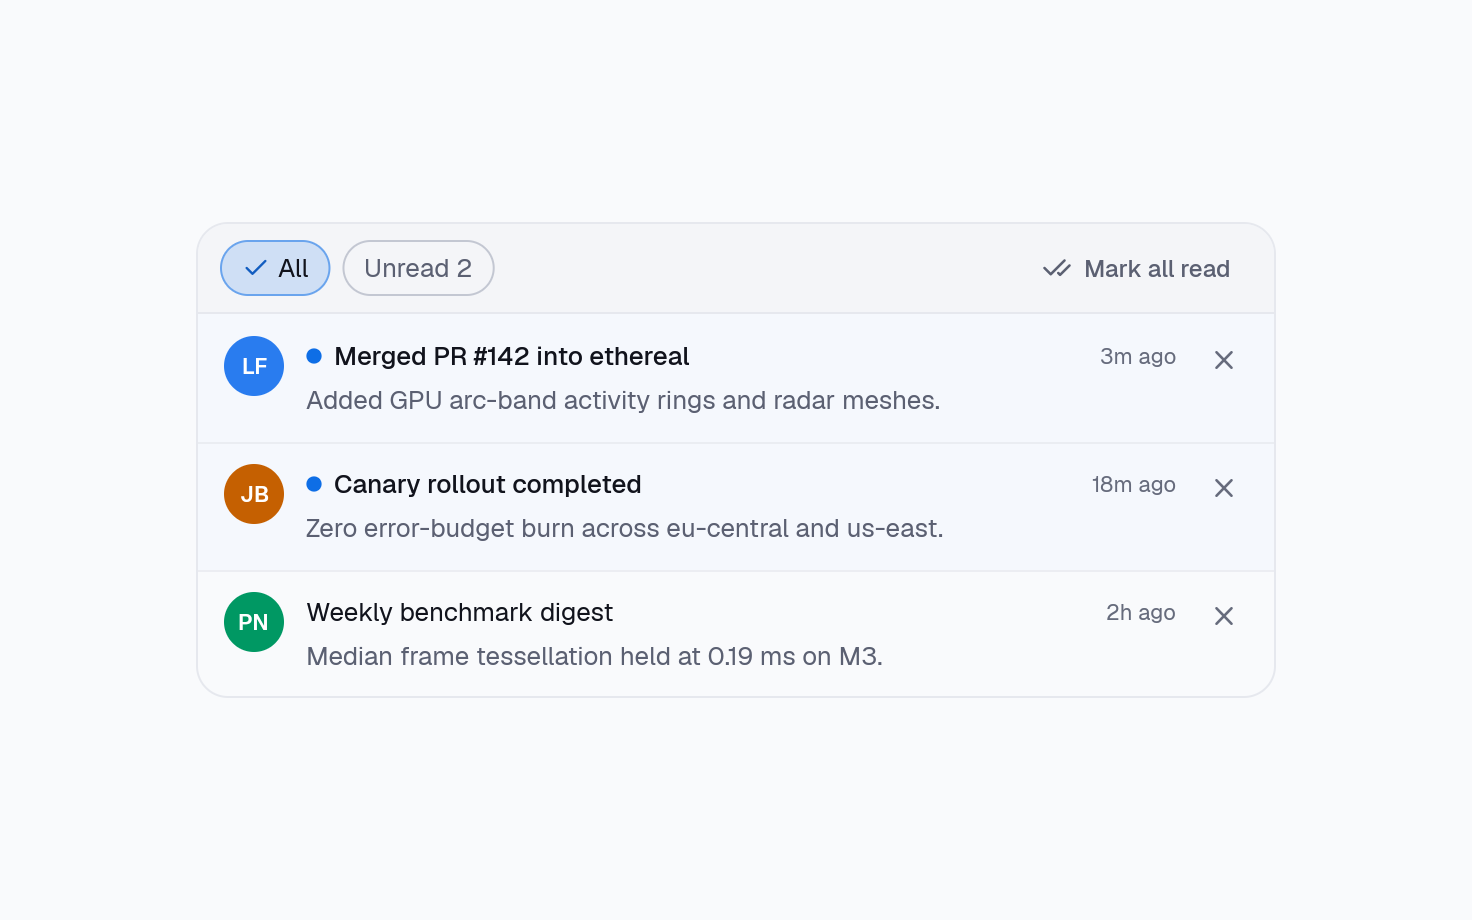 All
Unread 2
Mark all read
LF
Merged PR #142 into ethereal
3m ago
Added GPU arc-band activity rings and radar meshes.
JB
Canary rollout completed
18m ago
Zero error-budget burn across eu-central and us-east.
PN
Weekly benchmark digest
2h ago
Median frame tessellation held at 0.19 ms on M3.